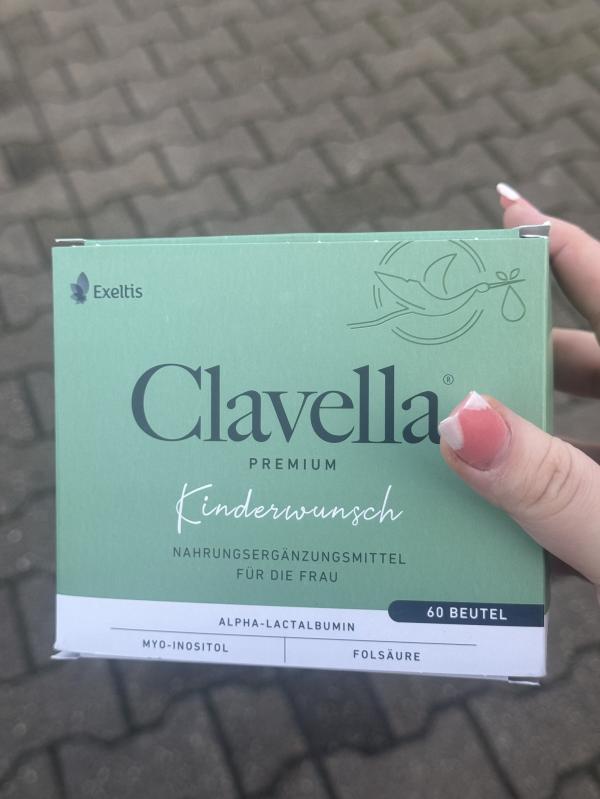 Exeltis
Clavella®
PREMIUM
Kinderwunsch
NAHRUNGSERGÄNZUNGSMITTEL
FÜR DIE FRAU
60 BEUTEL
ALPHA-LACTALBUMIN
MYO-INOSITOL
FOLSÄURE